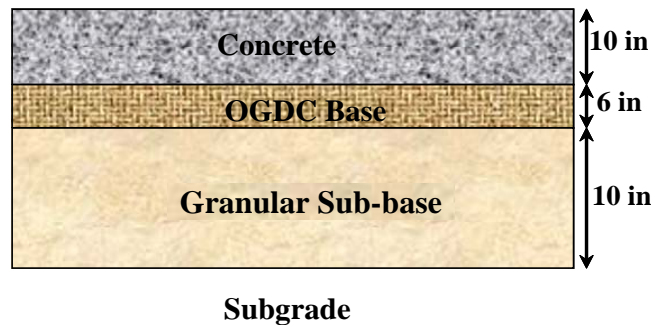 Concrete
10 in
OGDC Base
6 in
Granular Sub-base
10 in
Subgrade